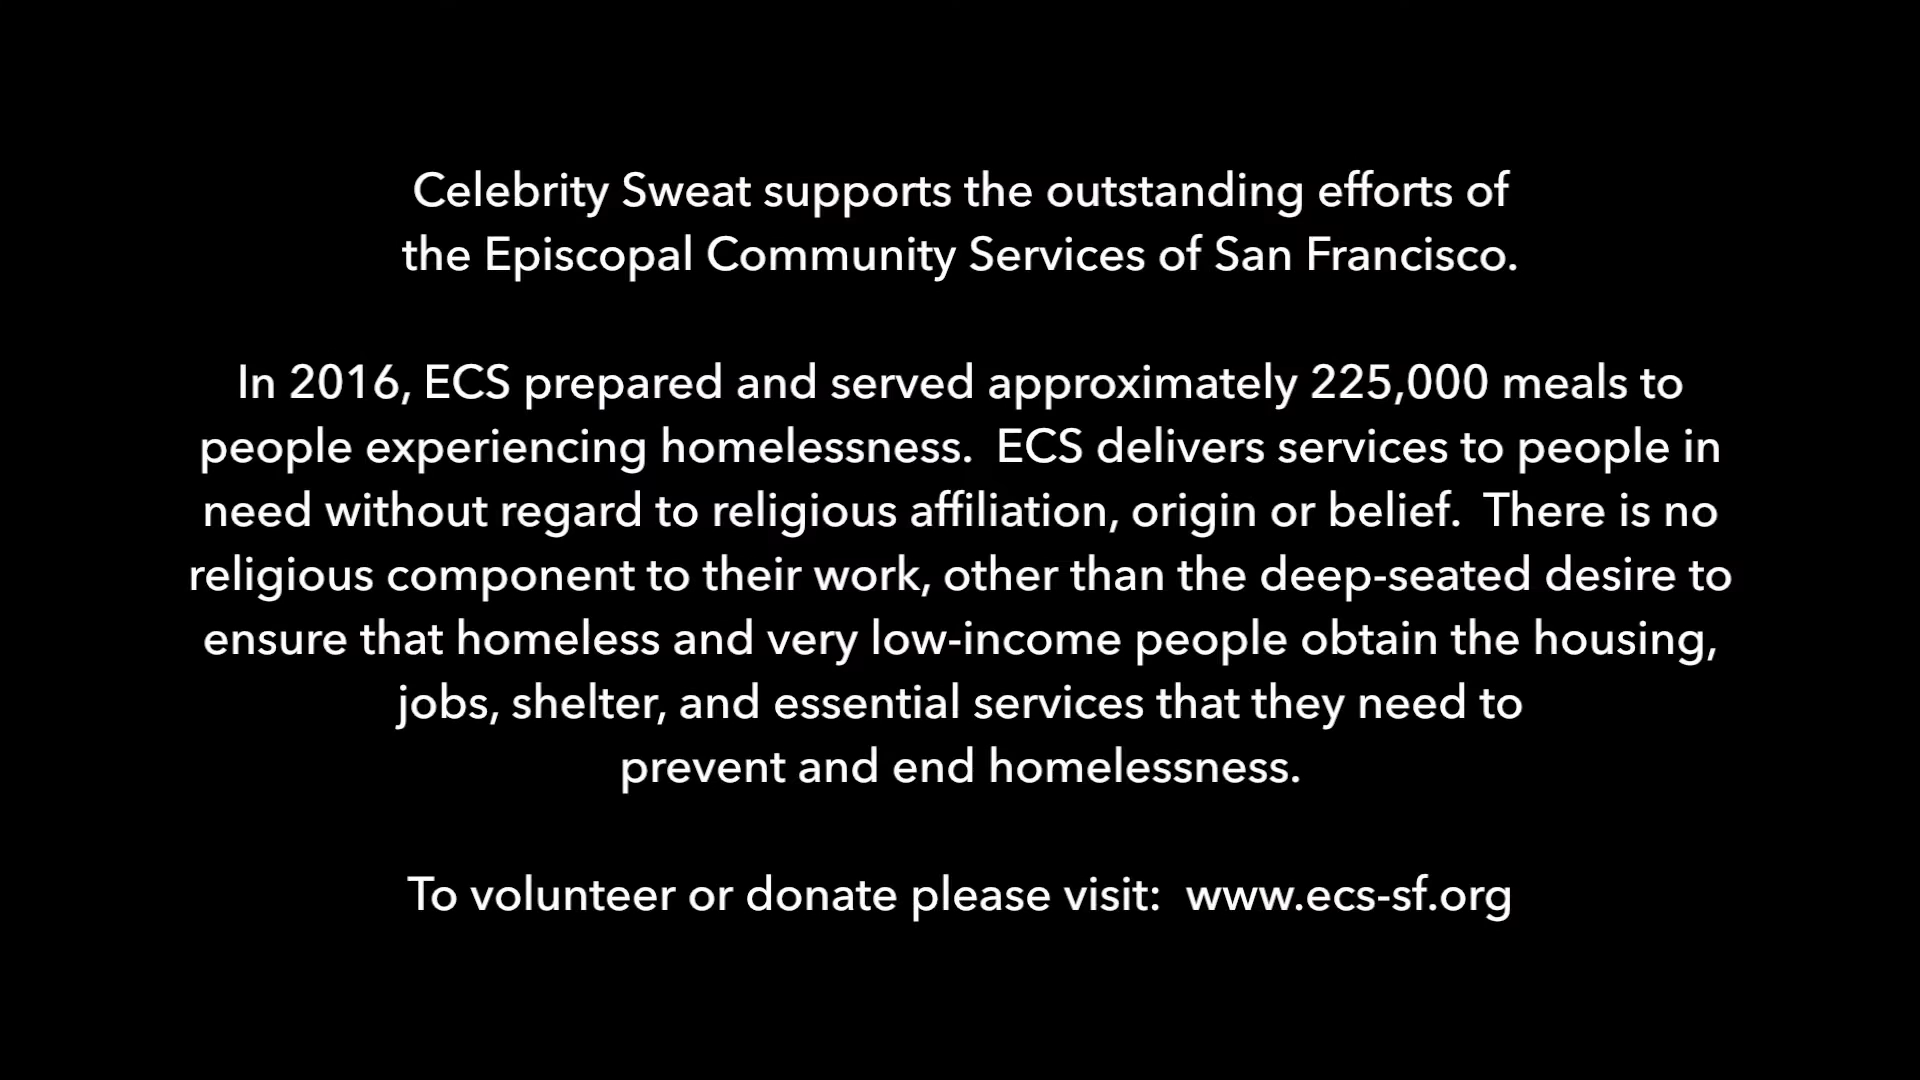 Celebrity Sweat supports the outstanding efforts of
the Episcopal Community Services of San Francisco.
In 2016, ECS prepared and served approximately 225,000 meals to
people experiencing homelessness.  ECS delivers services to people in
need without regard to religious affiliation, origin or belief.  There is no
religious component to their work, other than the deep-seated desire to
ensure that homeless and very low-income people obtain the housing,
jobs, shelter, and essential services that they need to
prevent and end homelessness.
To volunteer or donate please visit:  www.ecs-sf.org